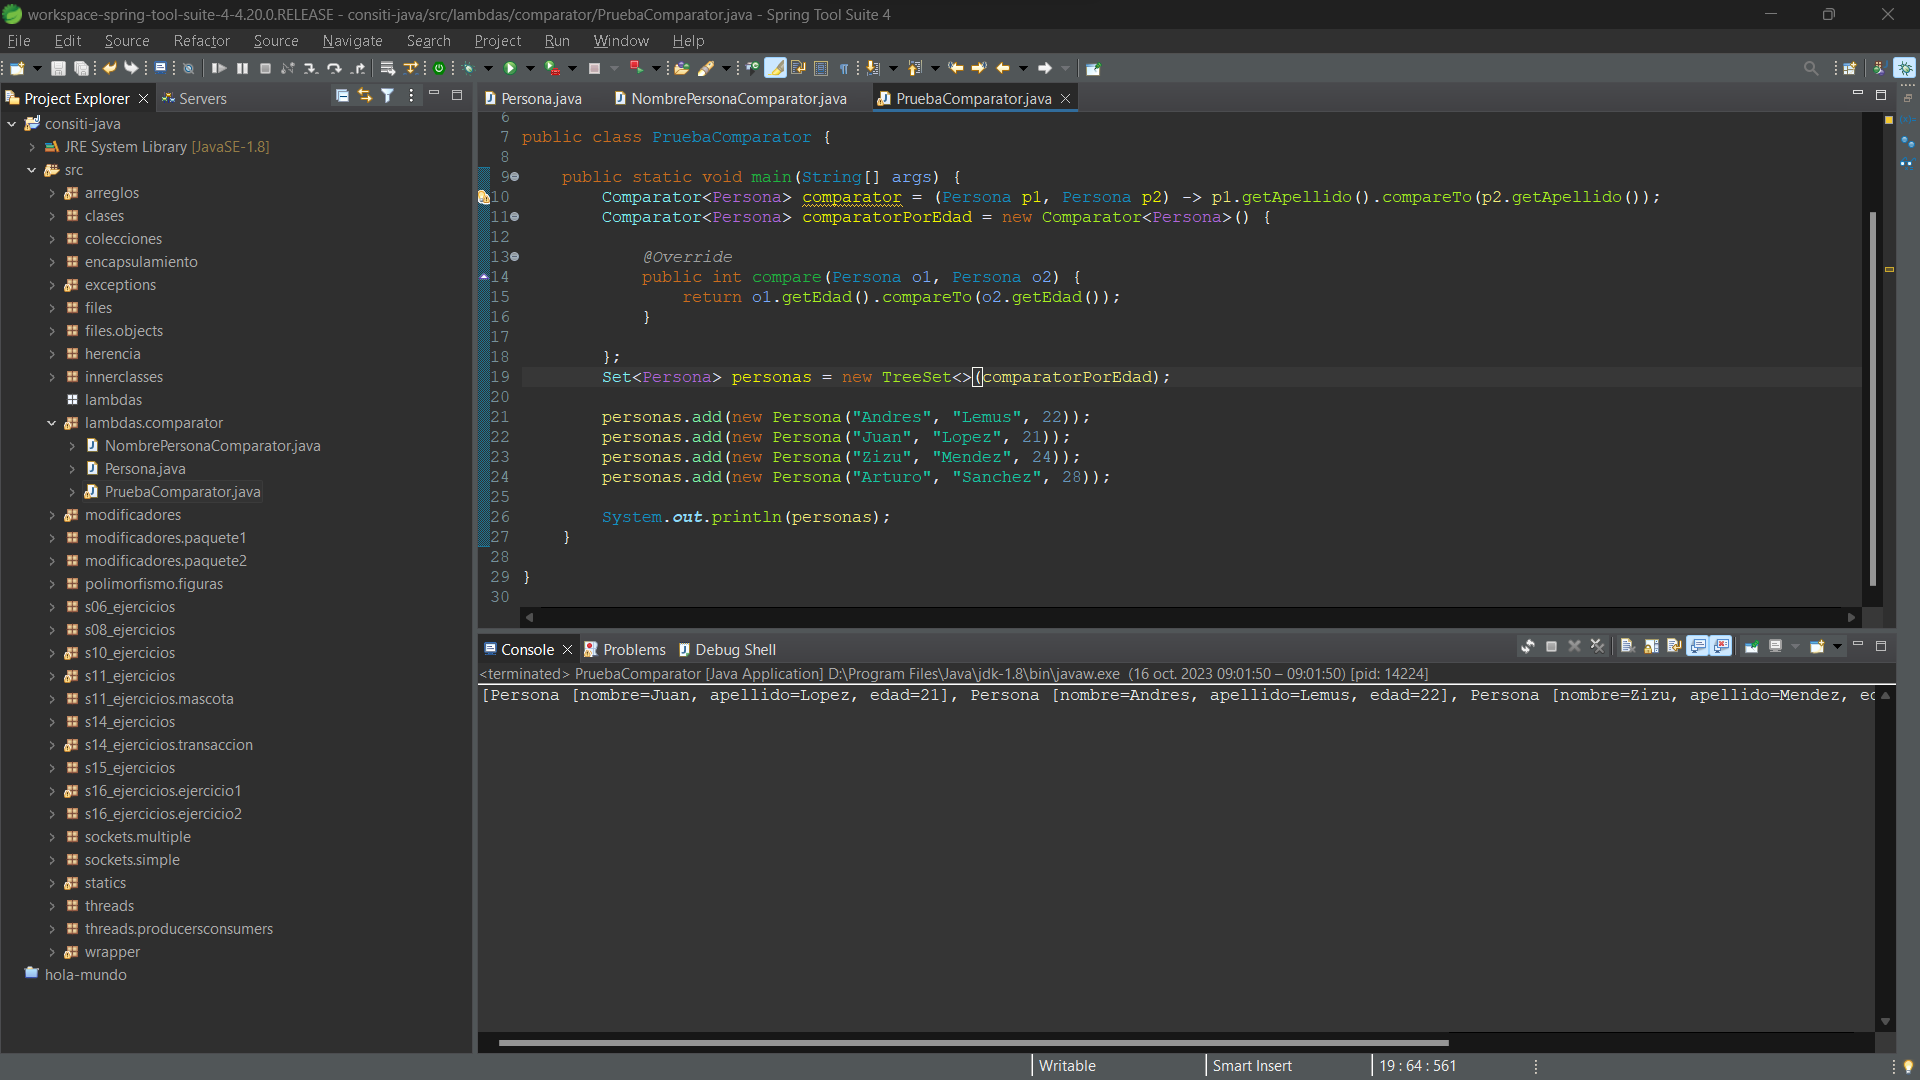 workspace-spring-tool-suite-4-4.20.0.RELEASE - consiti-java/src/lambdas/comparator/PruebaComparator.java - Spring Tool Suite 4
File Edit Source Refactor Source Navigate Search Project Run Window Help
Project Explorer
Servers
consiti-java
JRE System Library [JavaSE-1.8]
src
arreglos
clases
colecciones
encapsulamiento
exceptions
files
files.objects
herencia
innerclasses
lambdas
lambdas.comparator
NombrePersonaComparator.java
Persona.java
PruebaComparator.java
modificadores
modificadores.paquete1
modificadores.paquete2
polimorfismo.figuras
s06_ejercicios
s08_ejercicios
s10_ejercicios
s11_ejercicios
s11_ejercicios.mascota
s14_ejercicios
s14_ejercicios.transaccion
s15_ejercicios
s16_ejercicios.ejercicio1
s16_ejercicios.ejercicio2
sockets.multiple
sockets.simple
statics
threads
threads.producersconsumers
wrapper
hola-mundo
Persona.java NombrePersonaComparator.java PruebaComparator.java
6
7 public class PruebaComparator {
8
9 public static void main(String[] args) {
10 Comparator<Persona> comparator = (Persona p1, Persona p2) -> p1.getApellido().compareTo(p2.getApellido());
11 Comparator<Persona> comparatorPorEdad = new Comparator<Persona>() {
12
13 @Override
14 public int compare(Persona o1, Persona o2) {
15 return o1.getEdad().compareTo(o2.getEdad());
16 }
17
18 };
19 Set<Persona> personas = new TreeSet<>(comparatorPorEdad);
20
21 personas.add(new Persona("Andres", "Lemus", 22));
22 personas.add(new Persona("Juan", "Lopez", 21));
23 personas.add(new Persona("Zizu", "Mendez", 24));
24 personas.add(new Persona("Arturo", "Sanchez", 28));
25
26 System.out.println(personas);
27 }
28
29 }
30
Console Problems Debug Shell
<terminated> PruebaComparator [Java Application] D:\Program Files\Java\jdk-1.8\bin\javaw.exe (16 oct. 2023 09:01:50 – 09:01:50) [pid: 14224]
[Persona [nombre=Juan, apellido=Lopez, edad=21], Persona [nombre=Andres, apellido=Lemus, edad=22], Persona [nombre=Zizu, apellido=Mendez, ed
Writable Smart Insert 19 : 64 : 561